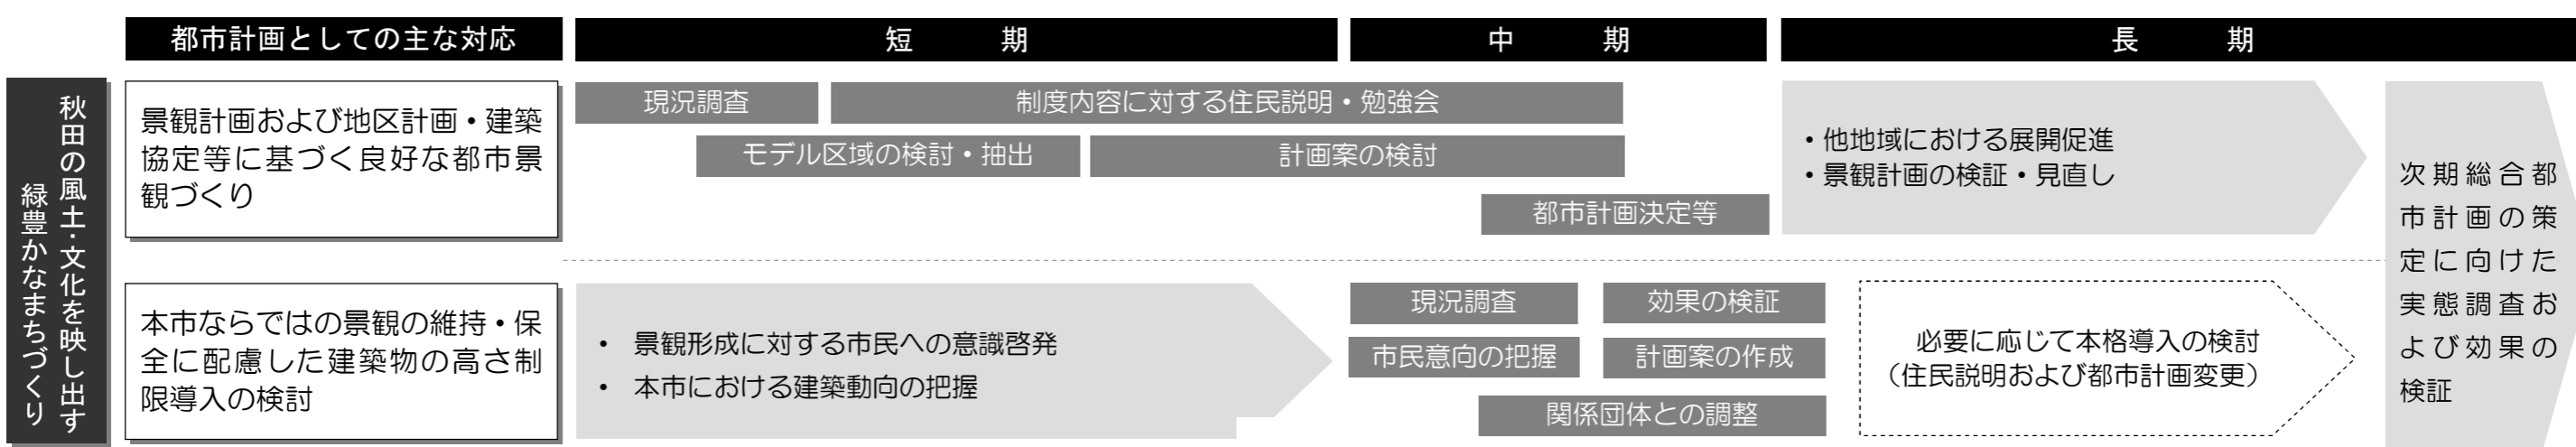 都市計画としての主な対応
短期
中期
長期
秋田の風土・文化を映し出す
緑豊かなまちづくり
景観計画および地区計画・建築
協定等に基づく良好な都市景
観づくり
現況調査
制度内容に対する住民説明・勉強会
モデル区域の検討・抽出
計画案の検討
都市計画決定等
・他地域における展開促進
・景観計画の検証・見直し
本市ならではの景観の維持・保
全に配慮した建築物の高さ制
限導入の検討
・ 景観形成に対する市民への意識啓発
・ 本市における建築動向の把握
現況調査
効果の検証
市民意向の把握
計画案の作成
関係団体との調整
必要に応じて本格導入の検討
（住民説明および都市計画変更）
次期総合都
市計画の策
定に向けた
実態調査お
よび効果の
検証